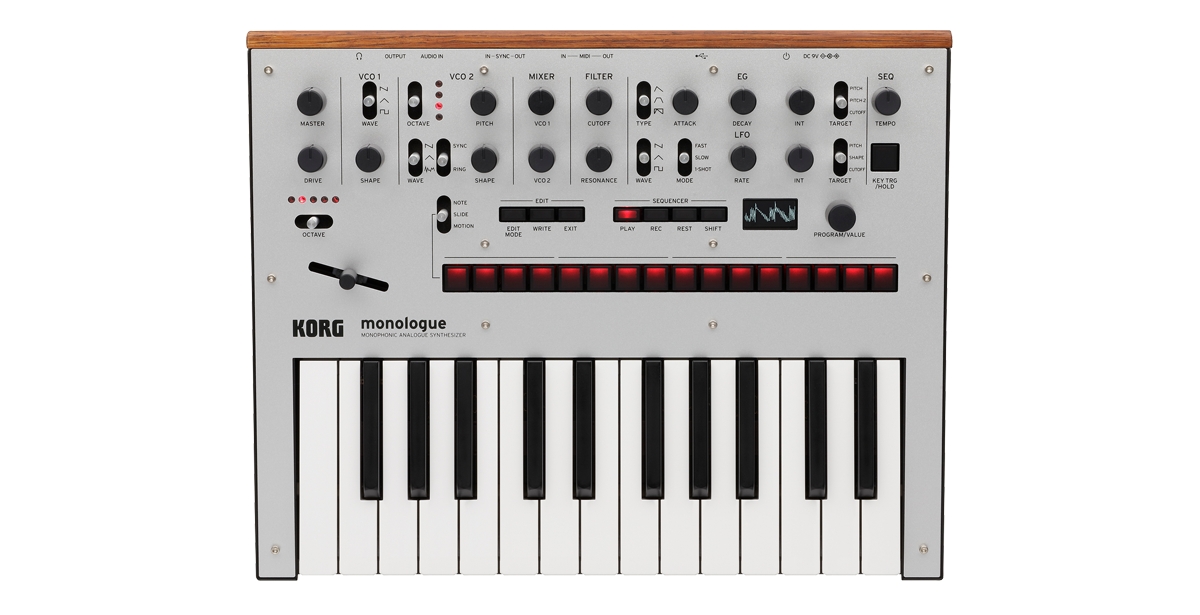 OUTPUT AUDIO IN IN - SYNC - OUT IN — MIDI — OUT DC 9V
VCO 1 VCO 2 MIXER FILTER EG SEQ
PITCH
PITCH 2
CUTOFF
MASTER WAVE OCTAVE PITCH VCO 1 CUTOFF TYPE ATTACK DECAY INT TARGET TEMPO
LFO
SYNC
RING
FAST
SLOW
1-SHOT
PITCH
SHAPE
CUTOFF
DRIVE SHAPE WAVE SHAPE VCO 2 RESONANCE WAVE MODE RATE INT TARGET KEY TRG
/HOLD
NOTE
SLIDE
MOTION
EDIT SEQUENCER
OCTAVE
EDIT
MODE
WRITE EXIT PLAY REC REST SHIFT PROGRAM/VALUE
KORG monologue
MONOPHONIC ANALOGUE SYNTHESIZER